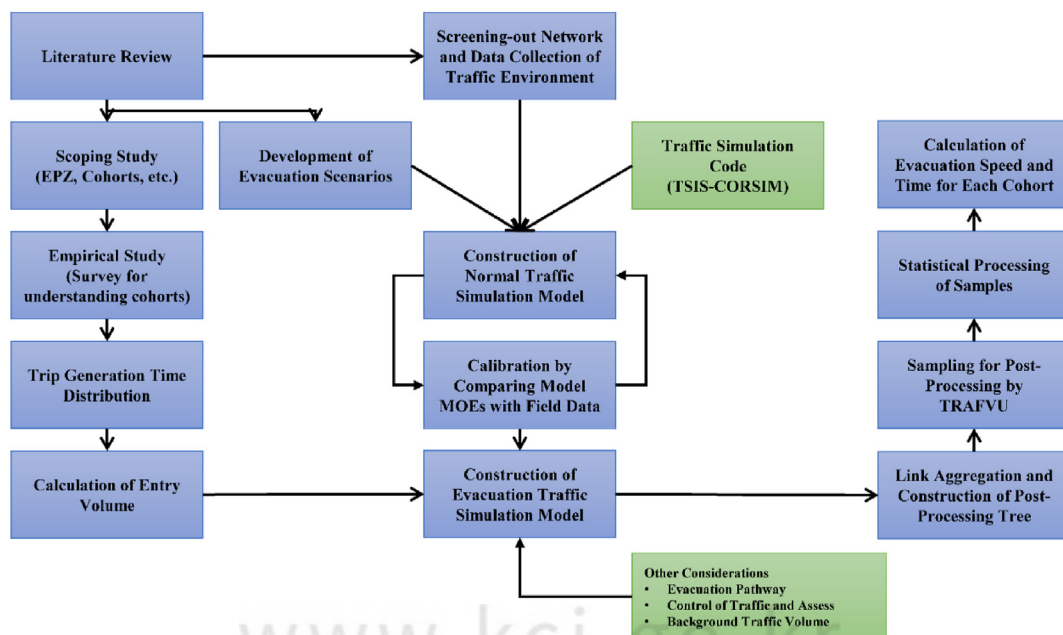 Literature Review
Screening-out Network
and Data Collection of
Traffic Environment
Scoping Study
(EPZ, Cohorts, etc.)
Development of
Evacuation Scenarios
Traffic Simulation
Code
(TSIS-CORSIM)
Calculation of
Evacuation Speed and
Time for Each Cohort
Empirical Study
(Survey for
understanding cohorts)
Construction of
Normal Traffic
Simulation Model
Statistical Processing
of Samples
Trip Generation Time
Distribution
Calibration by
Comparing Model
MOEs with Field Data
Sampling for Post-
Processing by
TRAFVU
Calculation of Entry
Volume
Construction of
Evacuation Traffic
Simulation Model
Link Aggregation and
Construction of Post-
Processing Tree
Other Considerations
• Evacuation Pathway
• Control of Traffic and Assess
• Background Traffic Volume